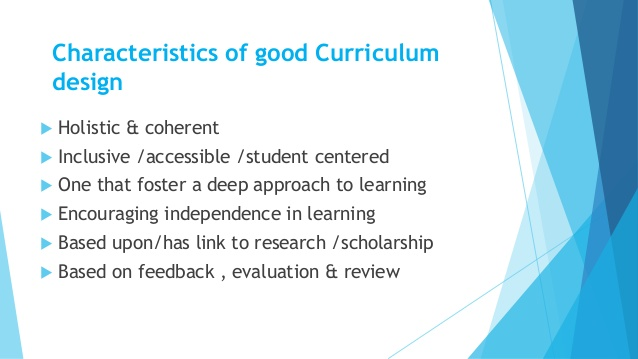 Characteristics of good Curriculum
design
Holistic & coherent
Inclusive /accessible /student centered
One that foster a deep approach to learning
Encouraging independence in learning
Based upon/has link to research /scholarship
Based on feedback , evaluation & review